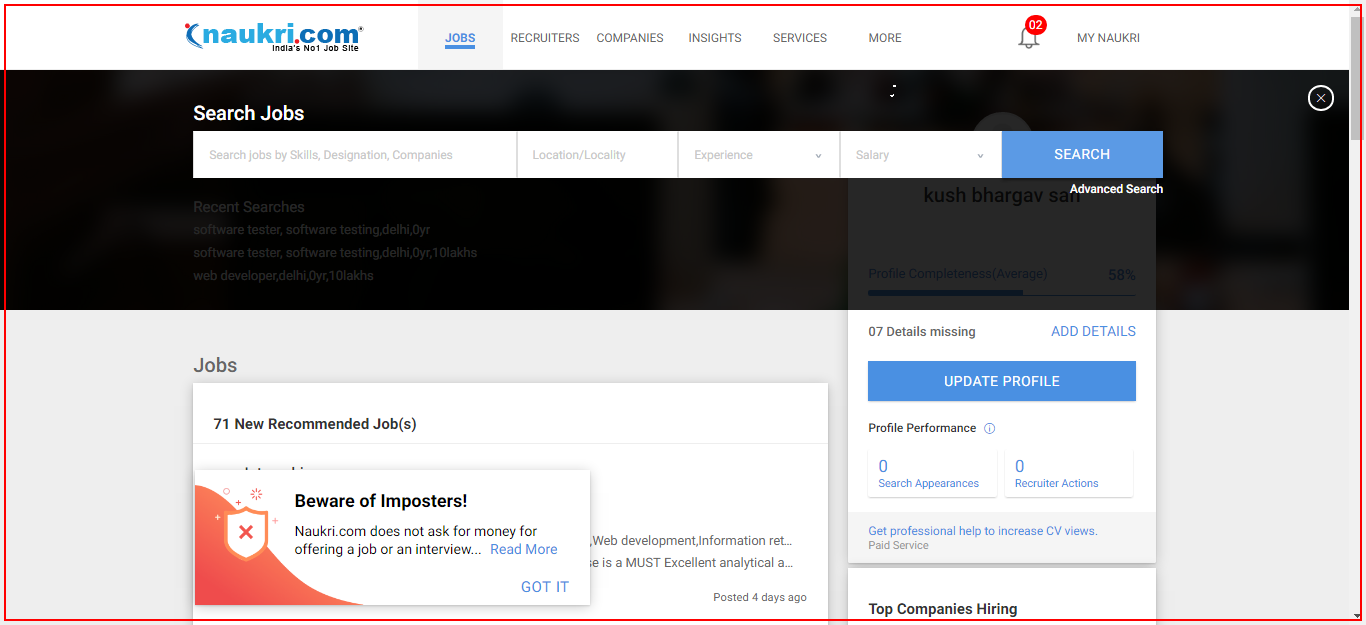 naukri.com
India's No1 Job Site
JOBS
RECRUITERS
COMPANIES
INSIGHTS
SERVICES
MORE
02
MY NAUKRI
Search Jobs
Search jobs by Skills, Designation, Companies
Location/Locality
Experience
Salary
SEARCH
Advanced Search
Recent Searches
software tester, software testing,delhi,0yr
software tester, software testing,delhi,0yr,10lakhs
web developer,delhi,0yr,10lakhs
kush bhargav
Profile Completeness(Average)
58%
07 Details missing
ADD DETAILS
UPDATE PROFILE
Profile Performance
0
Search Appearances
0
Recruiter Actions
Get professional help to increase CV views.
Paid Service
Top Companies Hiring
Jobs
71 New Recommended Job(s)
,Web development,Information ret...
se is a MUST Excellent analytical a...
Posted 4 days ago
Beware of Imposters!
Naukri.com does not ask for money for
offering a job or an interview... Read More
GOT IT